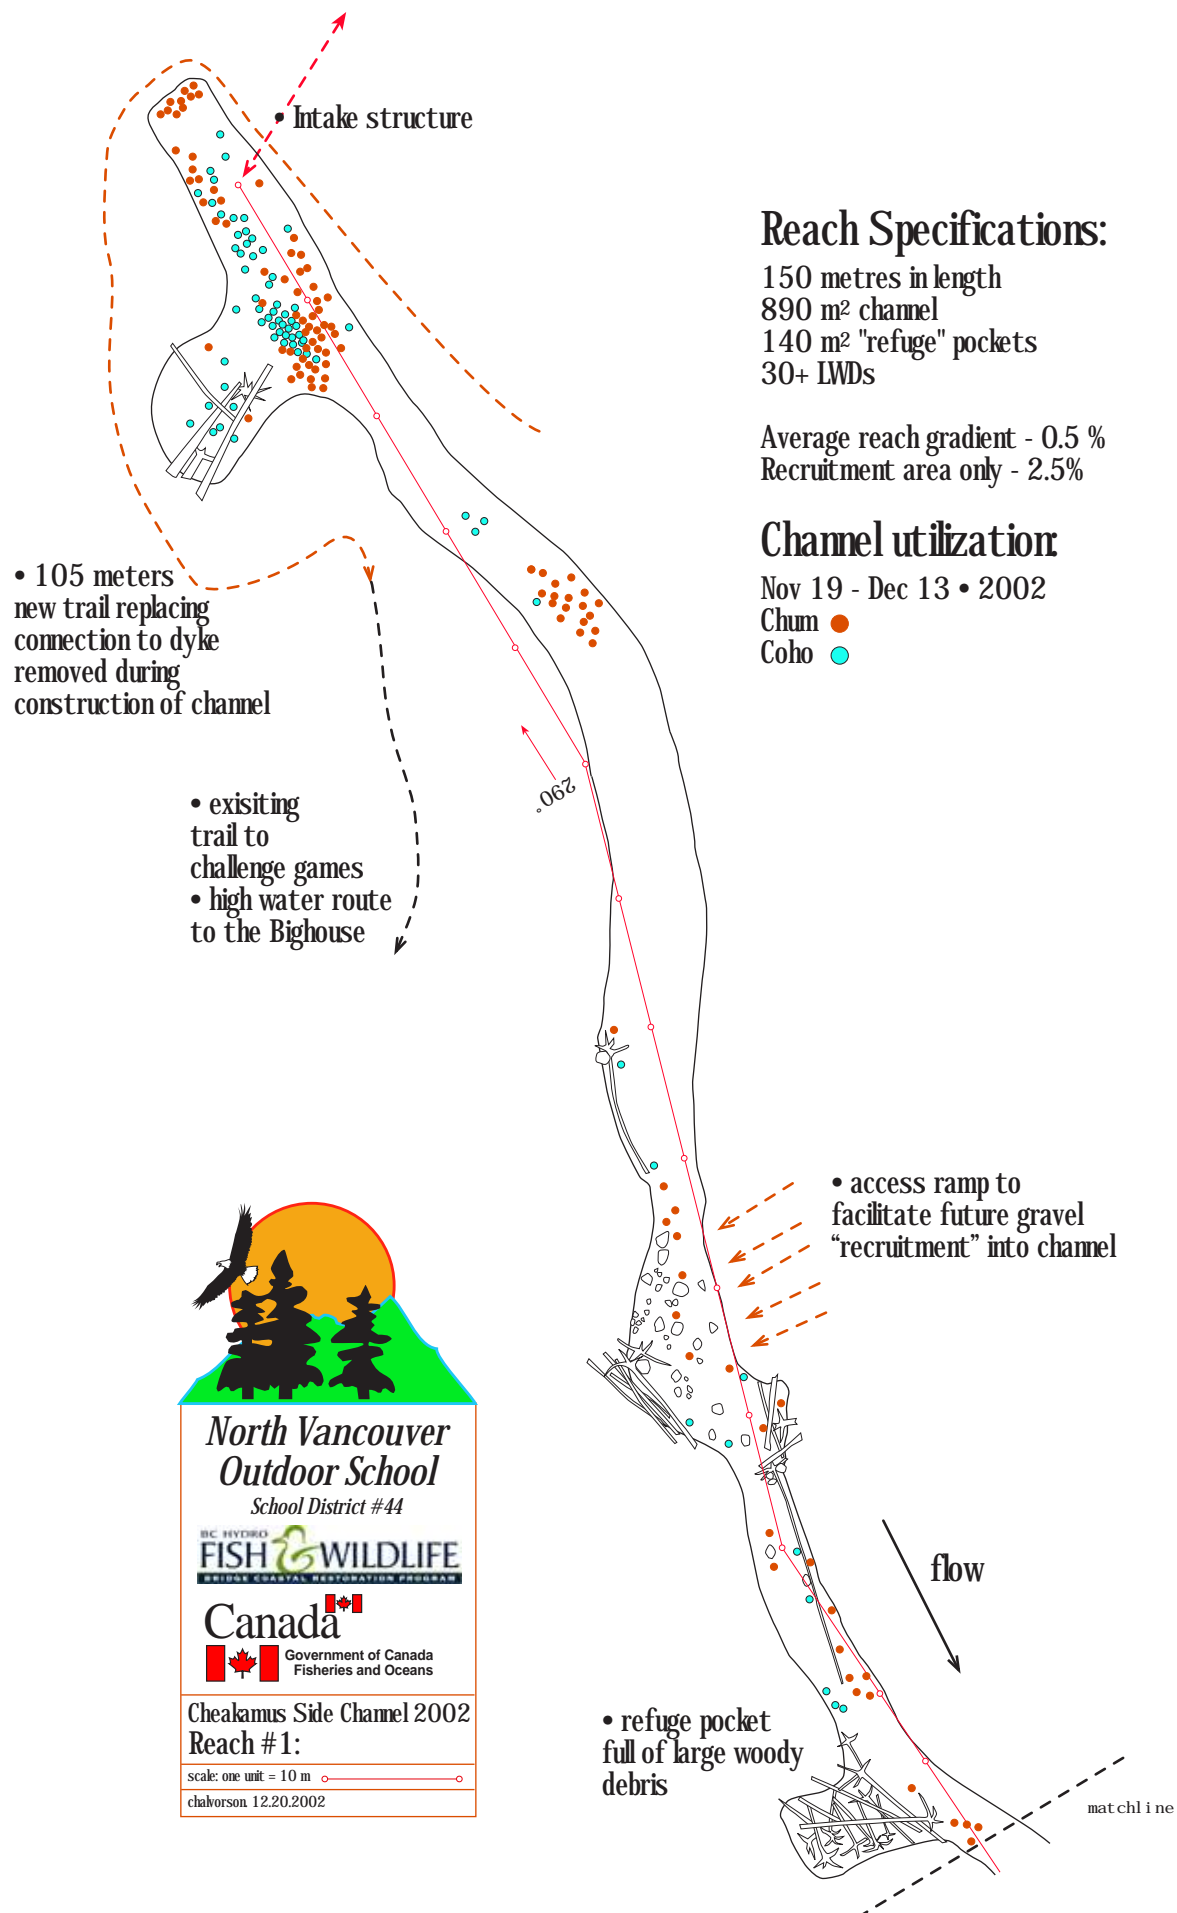 • Intake structure
Reach Specifications:
150 metres in length
890 m² channel
140 m² "refuge" pockets
30+ LWDs
Average reach gradient - 0.5 %
Recruitment area only - 2.5%
Channel utilization:
Nov 19 - Dec 13 • 2002
Chum
Coho
• 105 meters
new trail replacing
connection to dyke
removed during
construction of channel
290°
• exisiting
trail to
challenge games
• high water route
to the Bighouse
• access ramp to
facilitate future gravel
“recruitment” into channel
North Vancouver
Outdoor School
School District #44
BC HYDRO
FISH & WILDLIFE
BRIDGE COASTAL RESTORATION PROGRAM
Canada
Government of Canada
Fisheries and Oceans
Cheakamus Side Channel 2002
Reach #1:
scale: one unit = 10 m
chalvorson. 12.20.2002
flow
• refuge pocket
full of large woody
debris
matchline